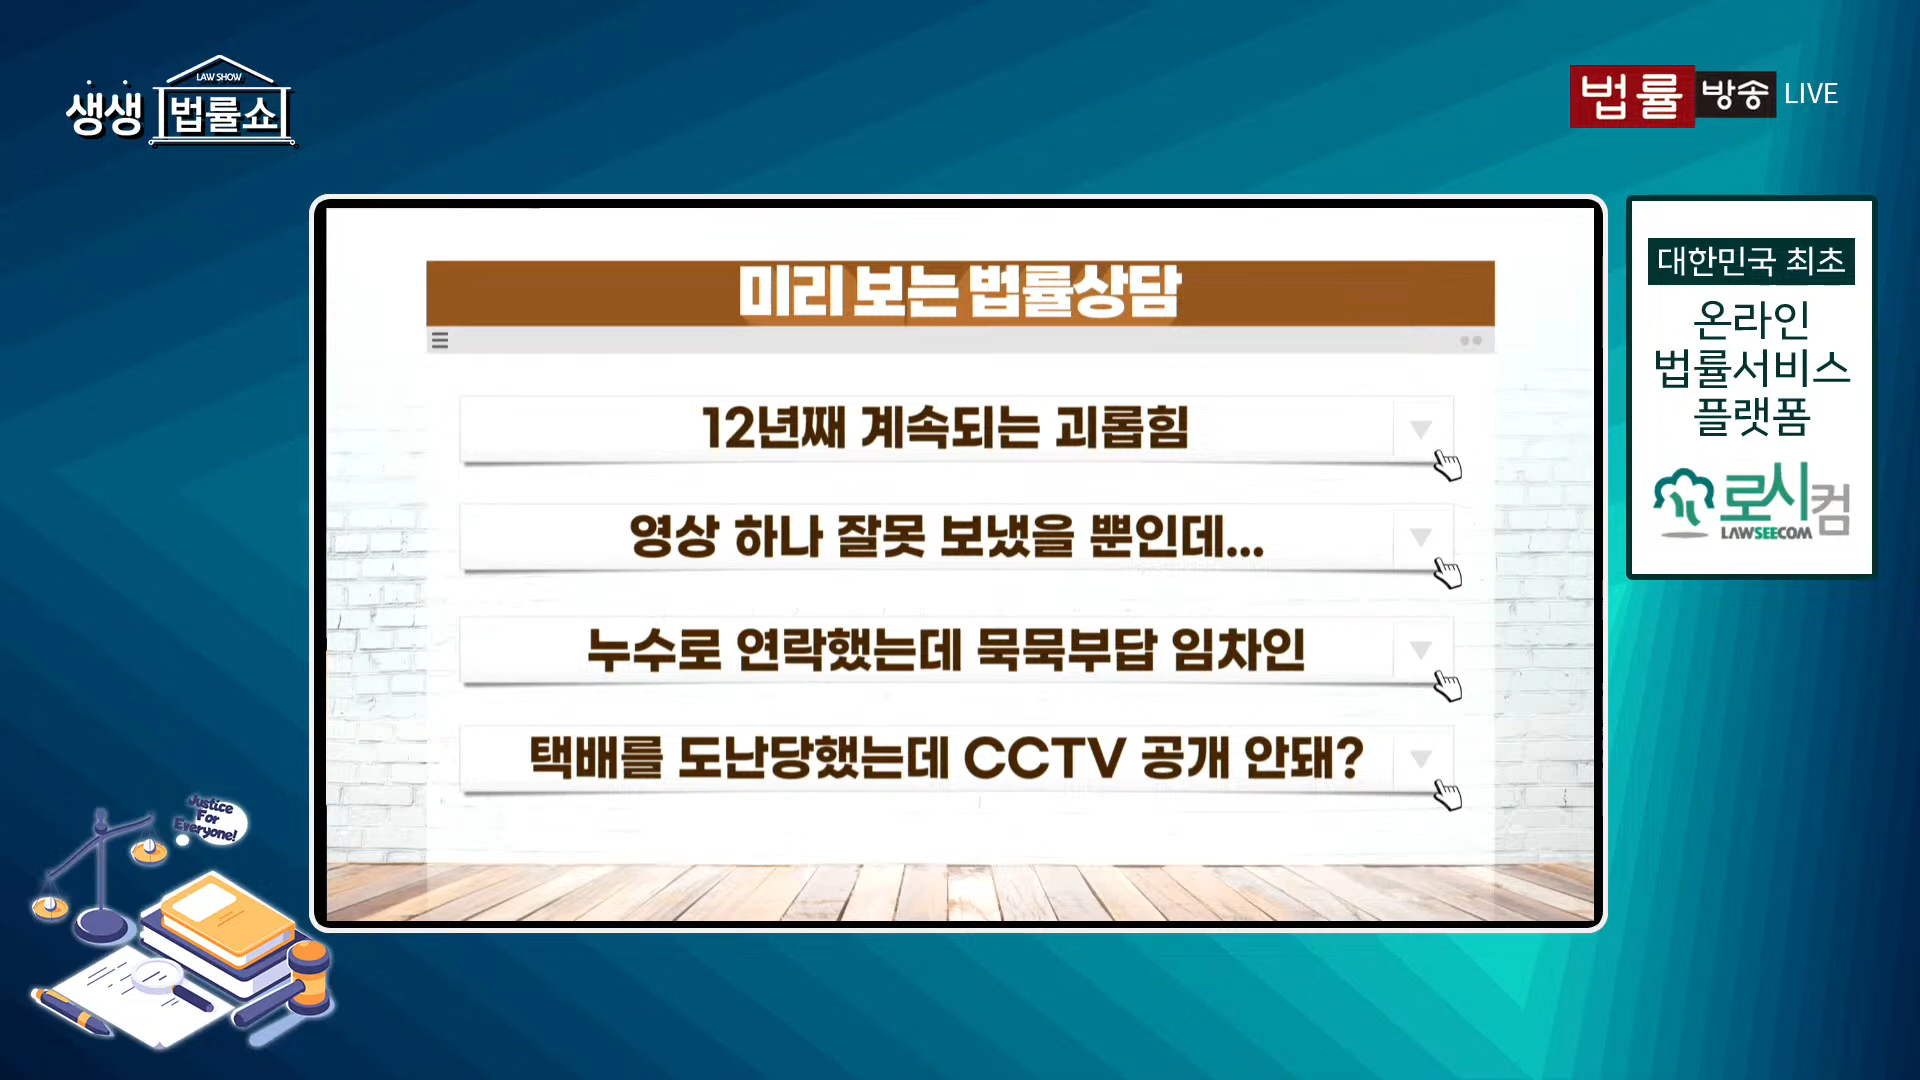 생생 법률쇼
LAW SHOW
법률방송 LIVE
미리 보는 법률상담
12년째 계속되는 괴롭힘
영상 하나 잘못 보냈을 뿐인데...
누수로 연락했는데 묵묵부답 임차인
택배를 도난당했는데 CCTV 공개 안돼?
대한민국 최초
온라인
법률서비스
플랫폼
로시컴
LAWSEECOM
Justice
For
Everyone!